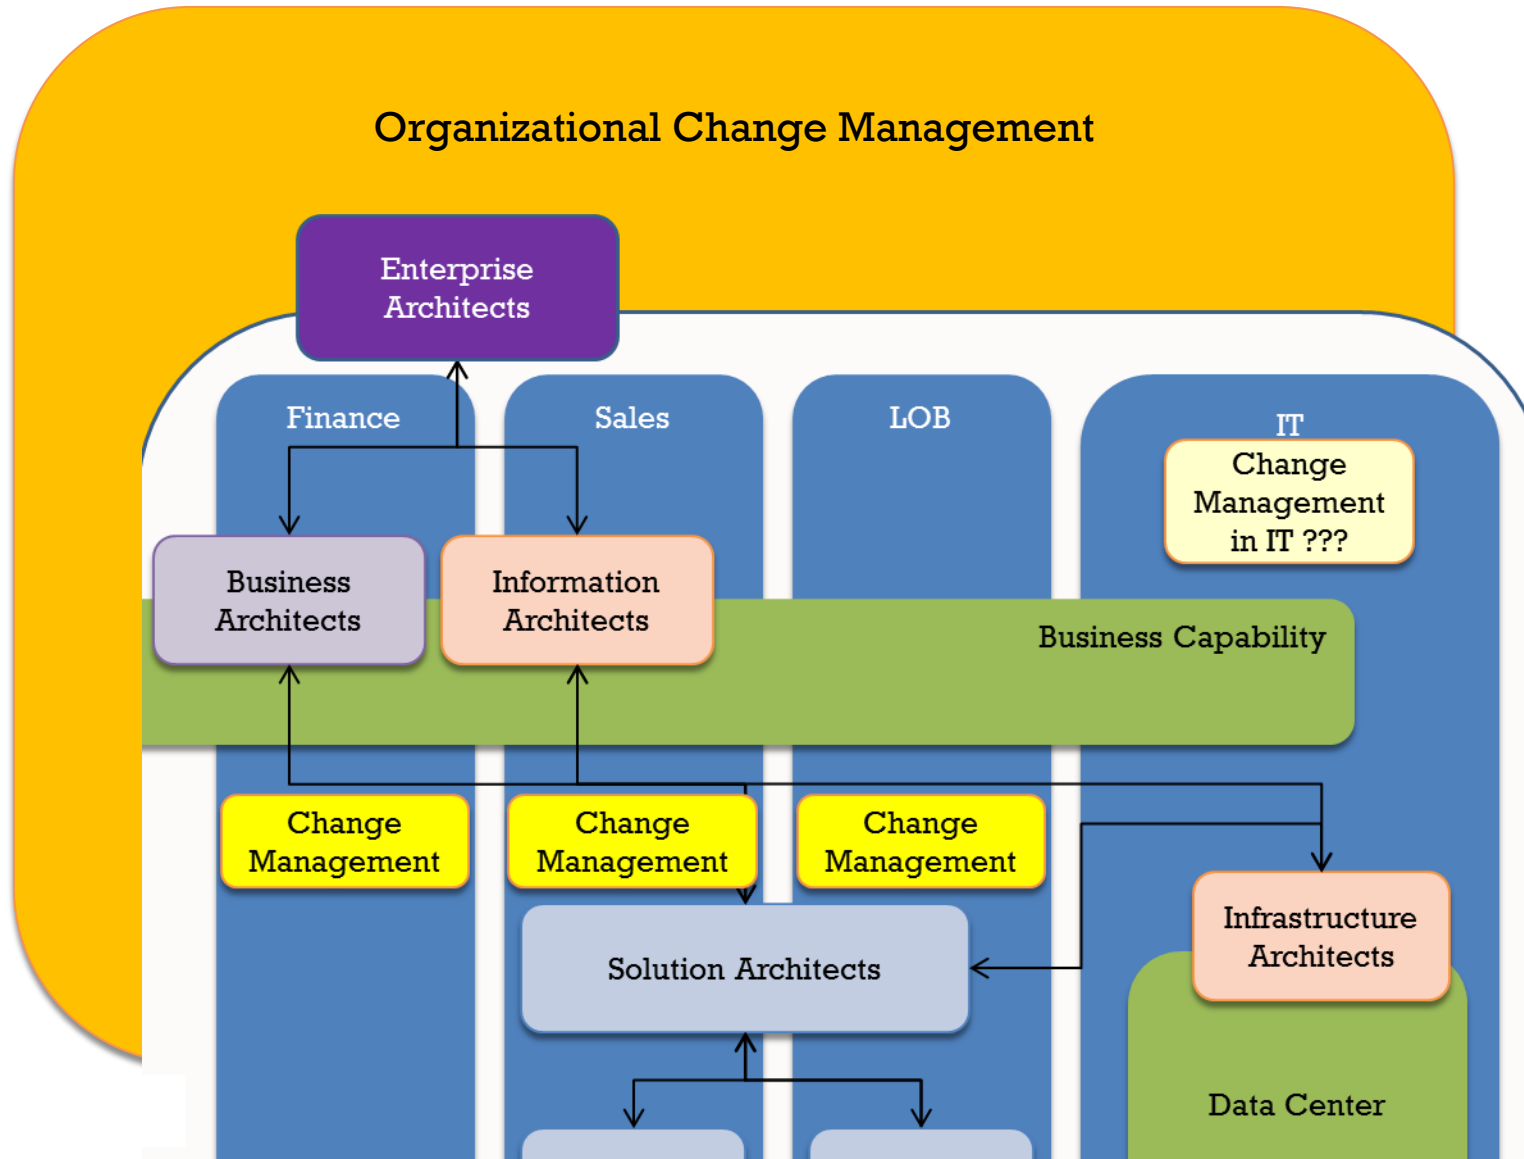 Organizational Change Management
Enterprise
Architects
Finance
Sales
LOB
IT
Change
Management
in IT ???
Business
Architects
Information
Architects
Business Capability
Change
Management
Change
Management
Change
Management
Infrastructure
Architects
Solution Architects
Data Center